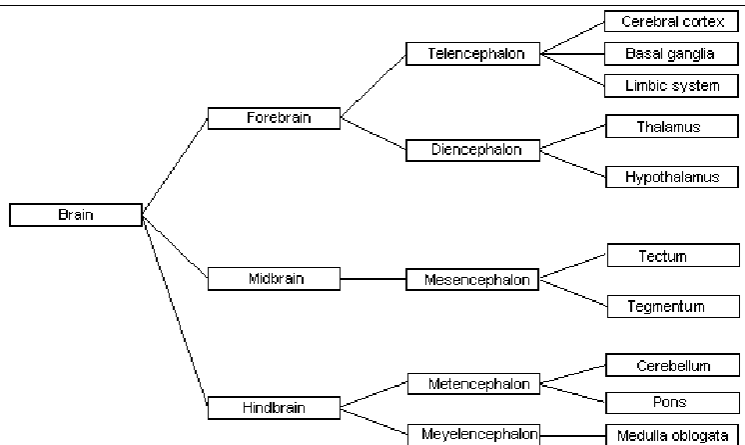 Cerebral cortex
Telencephalon
Basal ganglia
Limbic system
Forebrain
Thalamus
Diencephalon
Hypothalamus
Brain
Tectum
Midbrain
Mesencephalon
Tegmentum
Cerebellum
Metencephalon
Hindbrain
Pons
Meyelencephalon
Medulla oblogata